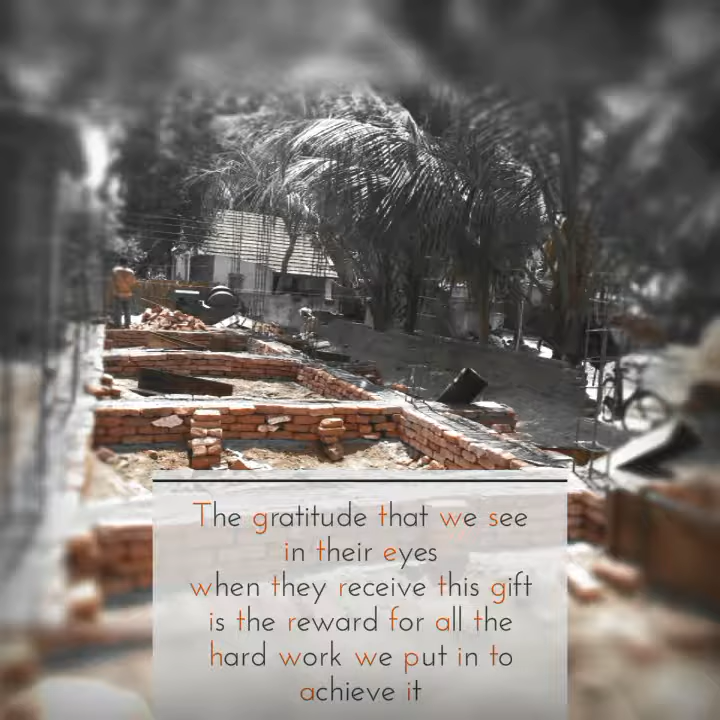 The gratitude that we see
in their eyes
when they receive this gift
is the reward for all the
hard work we put in to
achieve it